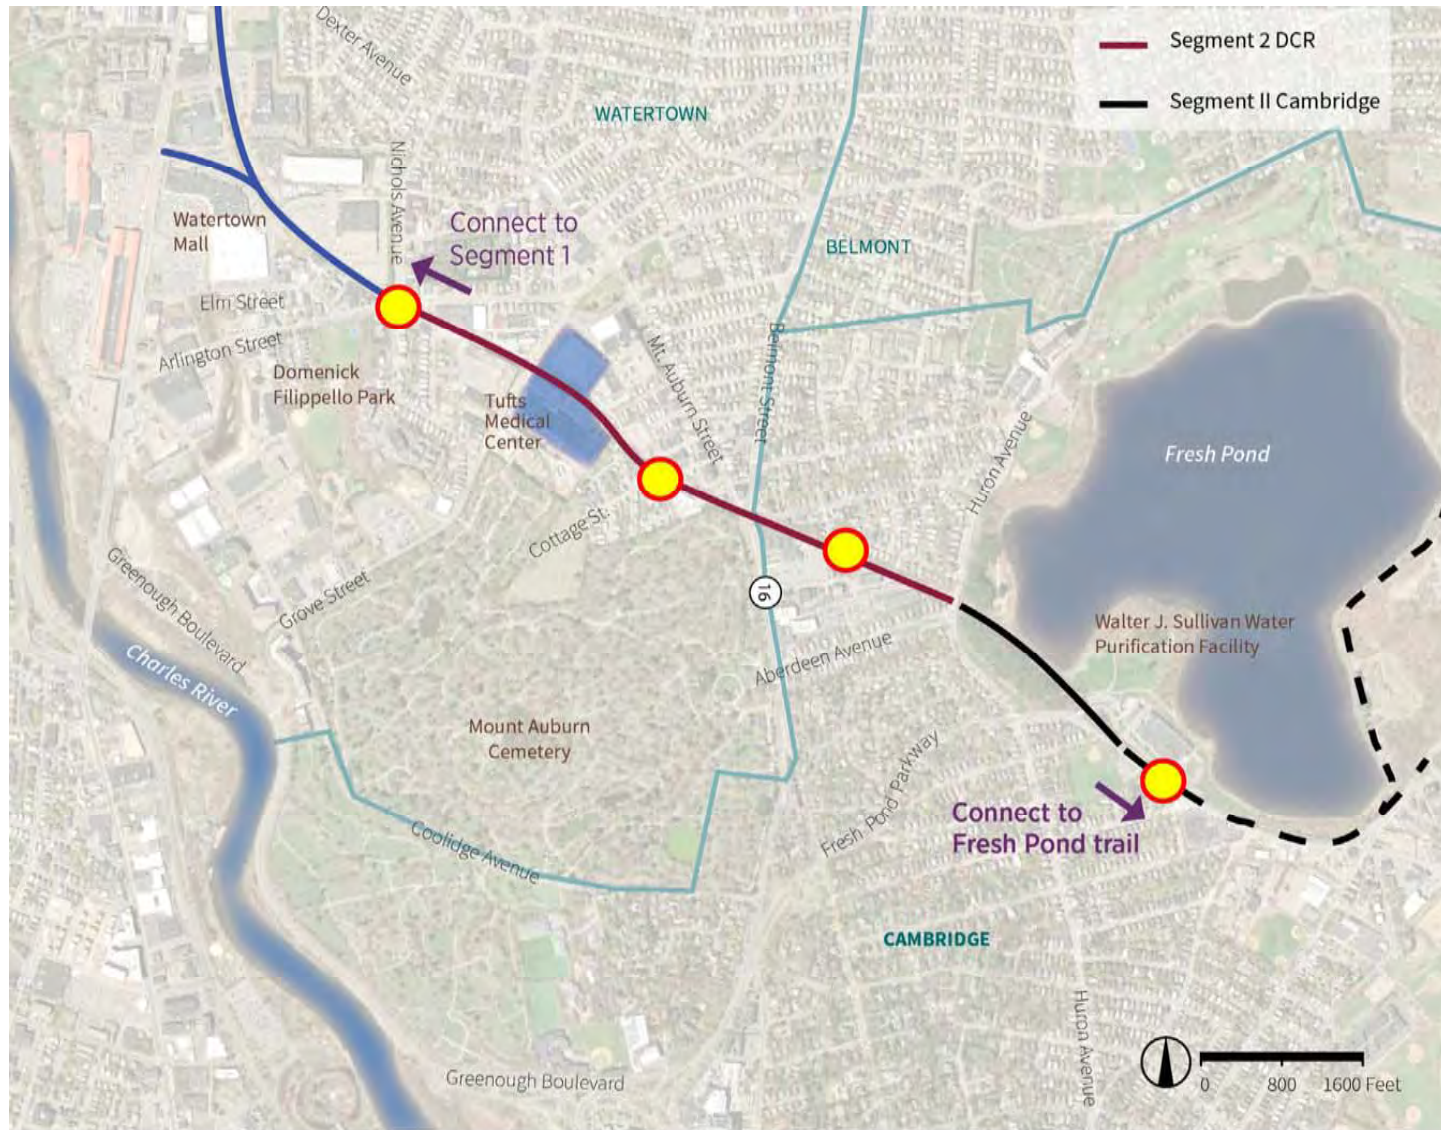 Segment 2 DCR
Segment II Cambridge
Dexter Avenue
WATERTOWN
Nichols Avenue
Watertown
Mall
Connect to
Segment 1
BELMONT
Elm Street
Arlington Street
Domenick
Filippello Park
Mt. Auburn Street
Belmont Street
Tufts
Medical
Center
Huron Avenue
Fresh Pond
Cottage St.
16
Greenough Boulevard
Grove Street
Charles River
Walter J. Sullivan Water
Purification Facility
Aberdeen Avenue
Mount Auburn
Cemetery
Fresh Pond Parkway
Connect to
Fresh Pond trail
Coolidge Avenue
CAMBRIDGE
Huron Avenue
Greenough Boulevard
0 800 1600 Feet